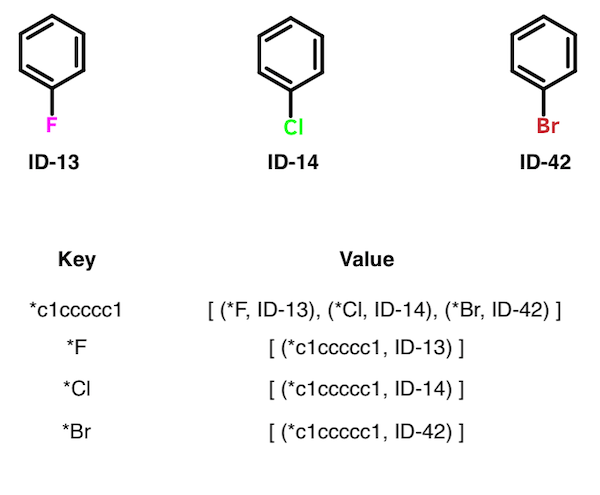 F Cl Br
ID-13 ID-14 ID-42
Key Value
*c1ccccc1 [ (*F, ID-13), (*Cl, ID-14), (*Br, ID-42) ]
*F [ (*c1ccccc1, ID-13) ]
*Cl [ (*c1ccccc1, ID-14) ]
*Br [ (*c1ccccc1, ID-42) ]